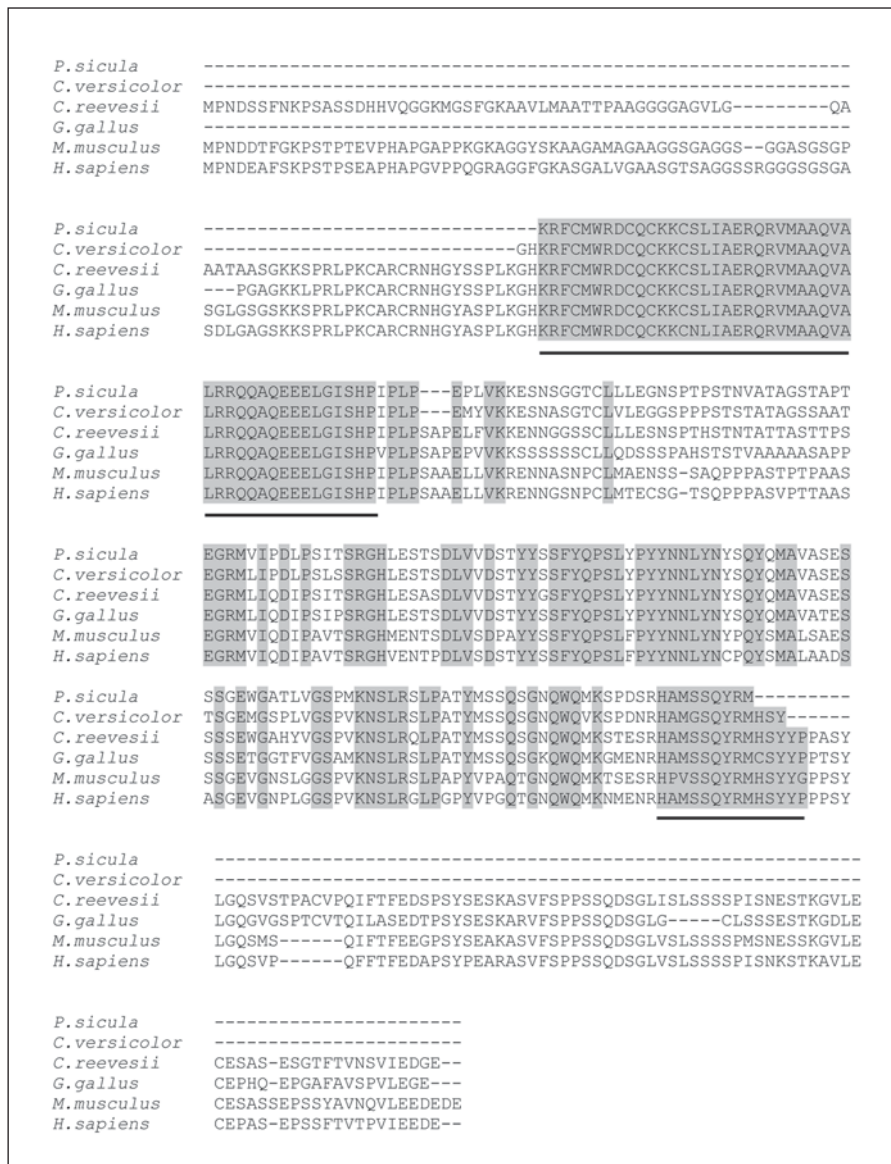 P.sicula ------------------------------------------------------------
C.versicolor ------------------------------------------------------------
C.reevesii MPNDSSFNKPSASSDHHVQGGKMGSFGKAAVLMAATTPAAGGGGAGVLG---------QA
G.gallus ------------------------------------------------------------
M.musculus MPNDDTFGKPSTPTEVPHAPGAPPKGKAGGYSKAAGAMAGAAGGSGAGGS--GGASGSGP
H.sapiens MPNDEAFSKPSTPSEAPHAPGVPPQGRAGGFGKASGALVGAASGTSAGGSSRGGGSGSGA
P.sicula -------------------------------KRFCMWRDCQCKKCSLIAERQRVMAAQVA
C.versicolor -----------------------------GHKRFCMWRDCQCKKCSLIAERQRVMAAQVA
C.reevesii AATAASGKKSPRLPKCARCRNHGYSSPLKGHKRFCMWRDCQCKKCSLIAERQRVMAAQVA
G.gallus ---PGAGKKLPRLPKCARCRNHGYSSPLKGHKRFCMWRDCQCKKCSLIAERQRVMAAQVA
M.musculus SGLGSGSKKSPRLPKCARCRNHGYASPLKGHKRFCMWRDCQCKKCSLIAERQRVMAAQVA
H.sapiens SDLGAGSKKSPRLPKCARCRNHGYASPLKGHKRFCMWRDCQCKKCNLIAERQRVMAAQVA
P.sicula LRRQQAQEEELGISHPIPLP---EPLVKKESNSGGTCLLLEGNSPTPSTNVATAGSTAPT
C.versicolor LRRQQAQEEELGISHPIPLP---EMYVKKENASGTCLVLEGGSPPPSTSTATAGSSAAT
C.reevesii LRRQQAQEEELGISHPIPLPSAPELFVKKENNGGSSCLLLESNSPTHSTNTATTASTTPS
G.gallus LRRQQAQEEELGISHPVPLPSAPEPVVKKSSSSSSCLLQDSSSPAHSTSTVAAAAASAPP
M.musculus LRRQQAQEEELGISHPIPLPSAAELLVKRENNASNPCLMAENSS-SAQPPPASTPTPAAS
H.sapiens LRRQQAQEEELGISHPIPLPSAAELLVKRENNGSNPCLMTECSG-TSQPPPASVPTTAAS
P.sicula EGRMVIPDLPSITSRGHLESTSDLVVDSTYYSSFYQPSLYPYYNNLYNYSQYQMAVASES
C.versicolor EGRMLIPDLPSLSSRGHLESTSDLVVDSTYYSSFYQPSLYPYYNNLYNYSQYQMAVASES
C.reevesii EGRMLIQDIPSITSRGHLESASDLVVDSTYYGSFYQPSLYPYYNNLYNYSQYQMAVASES
G.gallus EGRMLIQDIPSIPSRGHLESTSDLVVDSTYYSSFYQPSLYPYYNNLYNYSQYQMAVATES
M.musculus EGRMVIQDIPAVTSRGHMENTSDLVSDPAYYSSFYQPSLFPYYNNLYNYPQYSMALSAES
H.sapiens EGRMVIQDIPAVTSRGHVENTPDLVSDSTYYSSFYQPSLFPYYNNLYNCPQYSMALAADS
P.sicula SSGEWGATLVGSPMKNSLRSLPATYMSSQSGNQWQMKSPDSRHAMSSQYRM---------
C.versicolor TSGEMGSPLVGSPVKNSLRSLPATYMSSQSGNQWQVKSPDNRHAMGSQYRMHSY------
C.reevesii SSSEWGAHYVGSPVKNSLRQLPATYMSSQSGNQWQMKSTESRHAMSSQYRMHSYYPPASY
G.gallus SSSETGGTFVGSAMKNSLRSLPATYMSSQSGKQWQMKGMENRHAMSSQYRMCSYYPPTSY
M.musculus SSGEVGNSLGGSPVKNSLRSLPAPYVPAQTGNQWQMKTSESRHPVSSQYRMHSYYGPPSY
H.sapiens ASGEVGNPLGGSPVKNSLRGLPGPYVPGQTGNQWQMKNMENRHAMSSQYRMHSYYPPPSY
P.sicula ------------------------------------------------------------
C.versicolor ------------------------------------------------------------
C.reevesii LGQSVSTPACVPQIFTFEDSPSYSESKASVFSPPSSQDSGLISLSSSSPISNESTKGVLE
G.gallus LGQGVGSPTCVTQILASEDTPSYSESKARVFSPPSSQDSGLG-----CLSSSESTKGDLE
M.musculus LGQSMS------QIFTFEEGPSYSEAKASVFSPPSSQDSGLVSLSSSSPMSNESSKGVLE
H.sapiens LGQSVP------QFFTFEDAPSYPEARASVFSPPSSQDSGLVSLSSSSPISNKSTKAVLE
P.sicula -----------------------
C.versicolor -----------------------
C.reevesii CESAS-ESGTFTVNSVIEDGE--
G.gallus CEPHQ-EPGAFAVSPVLEGE---
M.musculus CESASSEPSSYAVNQVLEEDEDE
H.sapiens CEPAS-EPSSFTVTPVIEEDE--